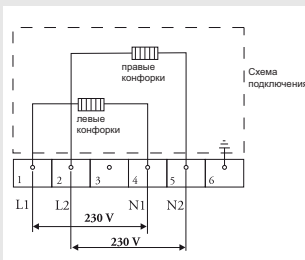 правые
конфорки
Схема
подключения
левые
конфорки
1 2 3 4 5 6
L1 L2 N1 N2
230 V
230 V